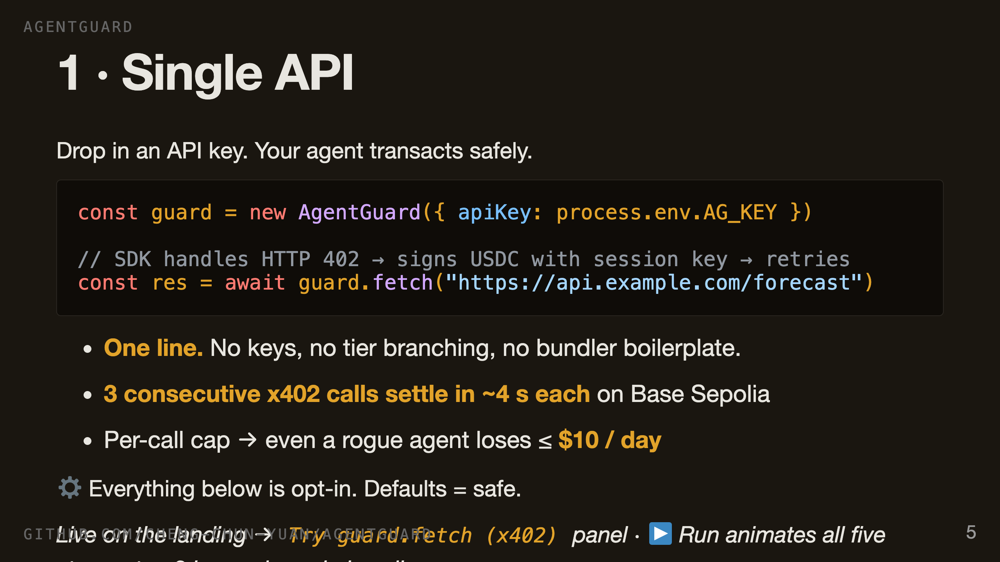 AGENTGUARD
1 · Single API
Drop in an API key. Your agent transacts safely.
const guard = new AgentGuard({ apiKey: process.env.AG_KEY })
// SDK handles HTTP 402 → signs USDC with session key → retries
const res = await guard.fetch("https://api.example.com/forecast")
• One line. No keys, no tier branching, no bundler boilerplate.
• 3 consecutive x402 calls settle in ~4 s each on Base Sepolia
• Per-call cap → even a rogue agent loses ≤ $10 / day
⚙️ Everything below is opt-in. Defaults = safe.
Live on the landing → Try guard.fetch (x402) panel · ▶️ Run animates all five
GITHUB.COM/CHENG-CHUN-YUAN/AGENTGUARD
5